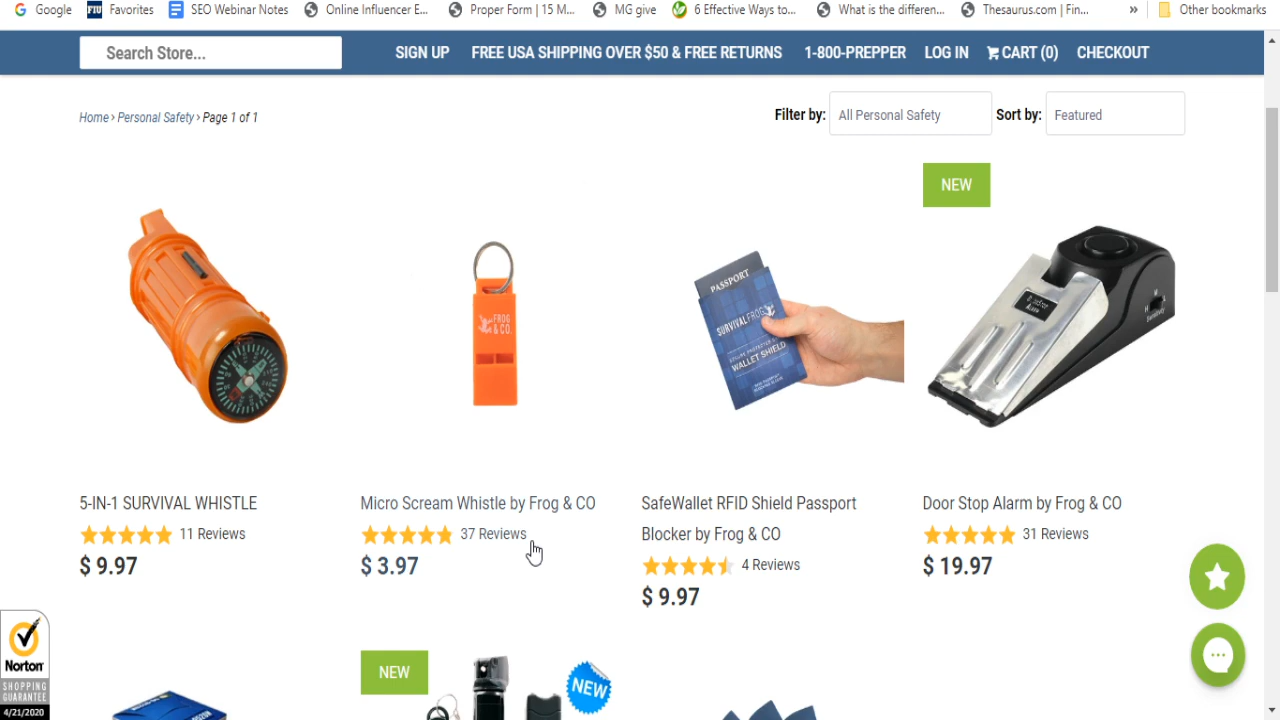 Google Favorites SEO Webinar Notes Online Influencer E... Proper Form | 15 M... MG give 6 Effective Ways to... What is the differen... Thesaurus.com | Fin... » Other bookmarks
Search Store... SIGN UP FREE USA SHIPPING OVER $50 & FREE RETURNS 1-800-PREPPER LOG IN CART (0) CHECKOUT
Home › Personal Safety › Page 1 of 1 Filter by: All Personal Safety Sort by: Featured
NEW
PASSPORT
SURVIVAL FROG
WALLET SHIELD
FROG
& CO.
5-IN-1 SURVIVAL WHISTLE
11 Reviews
$ 9.97
Micro Scream Whistle by Frog & CO
37 Reviews
$ 3.97
SafeWallet RFID Shield Passport
Blocker by Frog & CO
4 Reviews
$ 9.97
Door Stop Alarm by Frog & CO
31 Reviews
$ 19.97
NEW
NEW
Norton
SHOPPING
GUARANTEE
4/21/2020